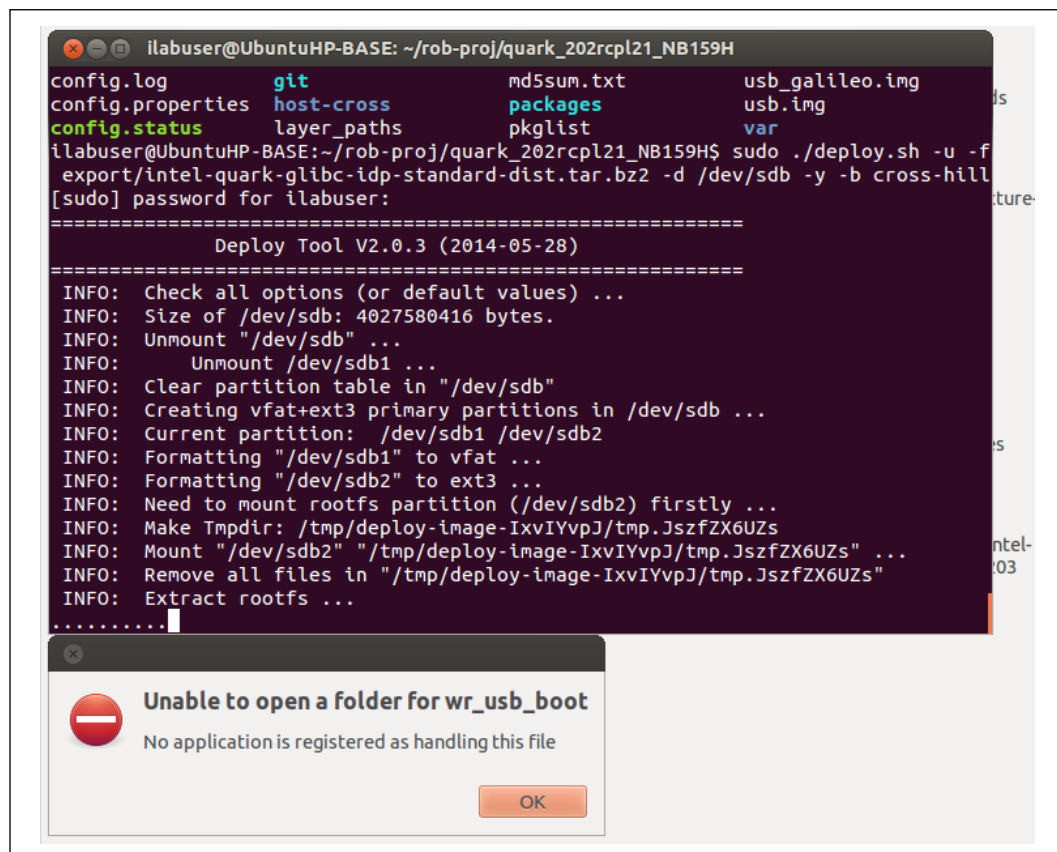 ilabuser@UbuntuHP-BASE: ~/rob-proj/quark_202rcpl21_NB159H
config.log git md5sum.txt usb_galileo.img
config.properties host-cross packages usb.img
config.status layer_paths pkglist var
ilabuser@UbuntuHP-BASE:~/rob-proj/quark_202rcpl21_NB159H$ sudo ./deploy.sh -u -f
export/intel-quark-glibc-idp-standard-dist.tar.bz2 -d /dev/sdb -y -b cross-hill
[sudo] password for ilabuser:
===========================================================
Deploy Tool V2.0.3 (2014-05-28)
===========================================================
INFO: Check all options (or default values) ...
INFO: Size of /dev/sdb: 4027580416 bytes.
INFO: Unmount "/dev/sdb" ...
INFO: Unmount /dev/sdb1 ...
INFO: Clear partition table in "/dev/sdb"
INFO: Creating vfat+ext3 primary partitions in /dev/sdb ...
INFO: Current partition: /dev/sdb1 /dev/sdb2
INFO: Formatting "/dev/sdb1" to vfat ...
INFO: Formatting "/dev/sdb2" to ext3 ...
INFO: Need to mount rootfs partition (/dev/sdb2) firstly ...
INFO: Make Tmpdir: /tmp/deploy-image-IxvIYvpJ/tmp.JszfZX6UZs
INFO: Mount "/dev/sdb2" "/tmp/deploy-image-IxvIYvpJ/tmp.JszfZX6UZs" ...
INFO: Remove all files in "/tmp/deploy-image-IxvIYvpJ/tmp.JszfZX6UZs"
INFO: Extract rootfs ...
..........
ds
cture-
es
ntel-
203
Unable to open a folder for wr_usb_boot
No application is registered as handling this file
OK